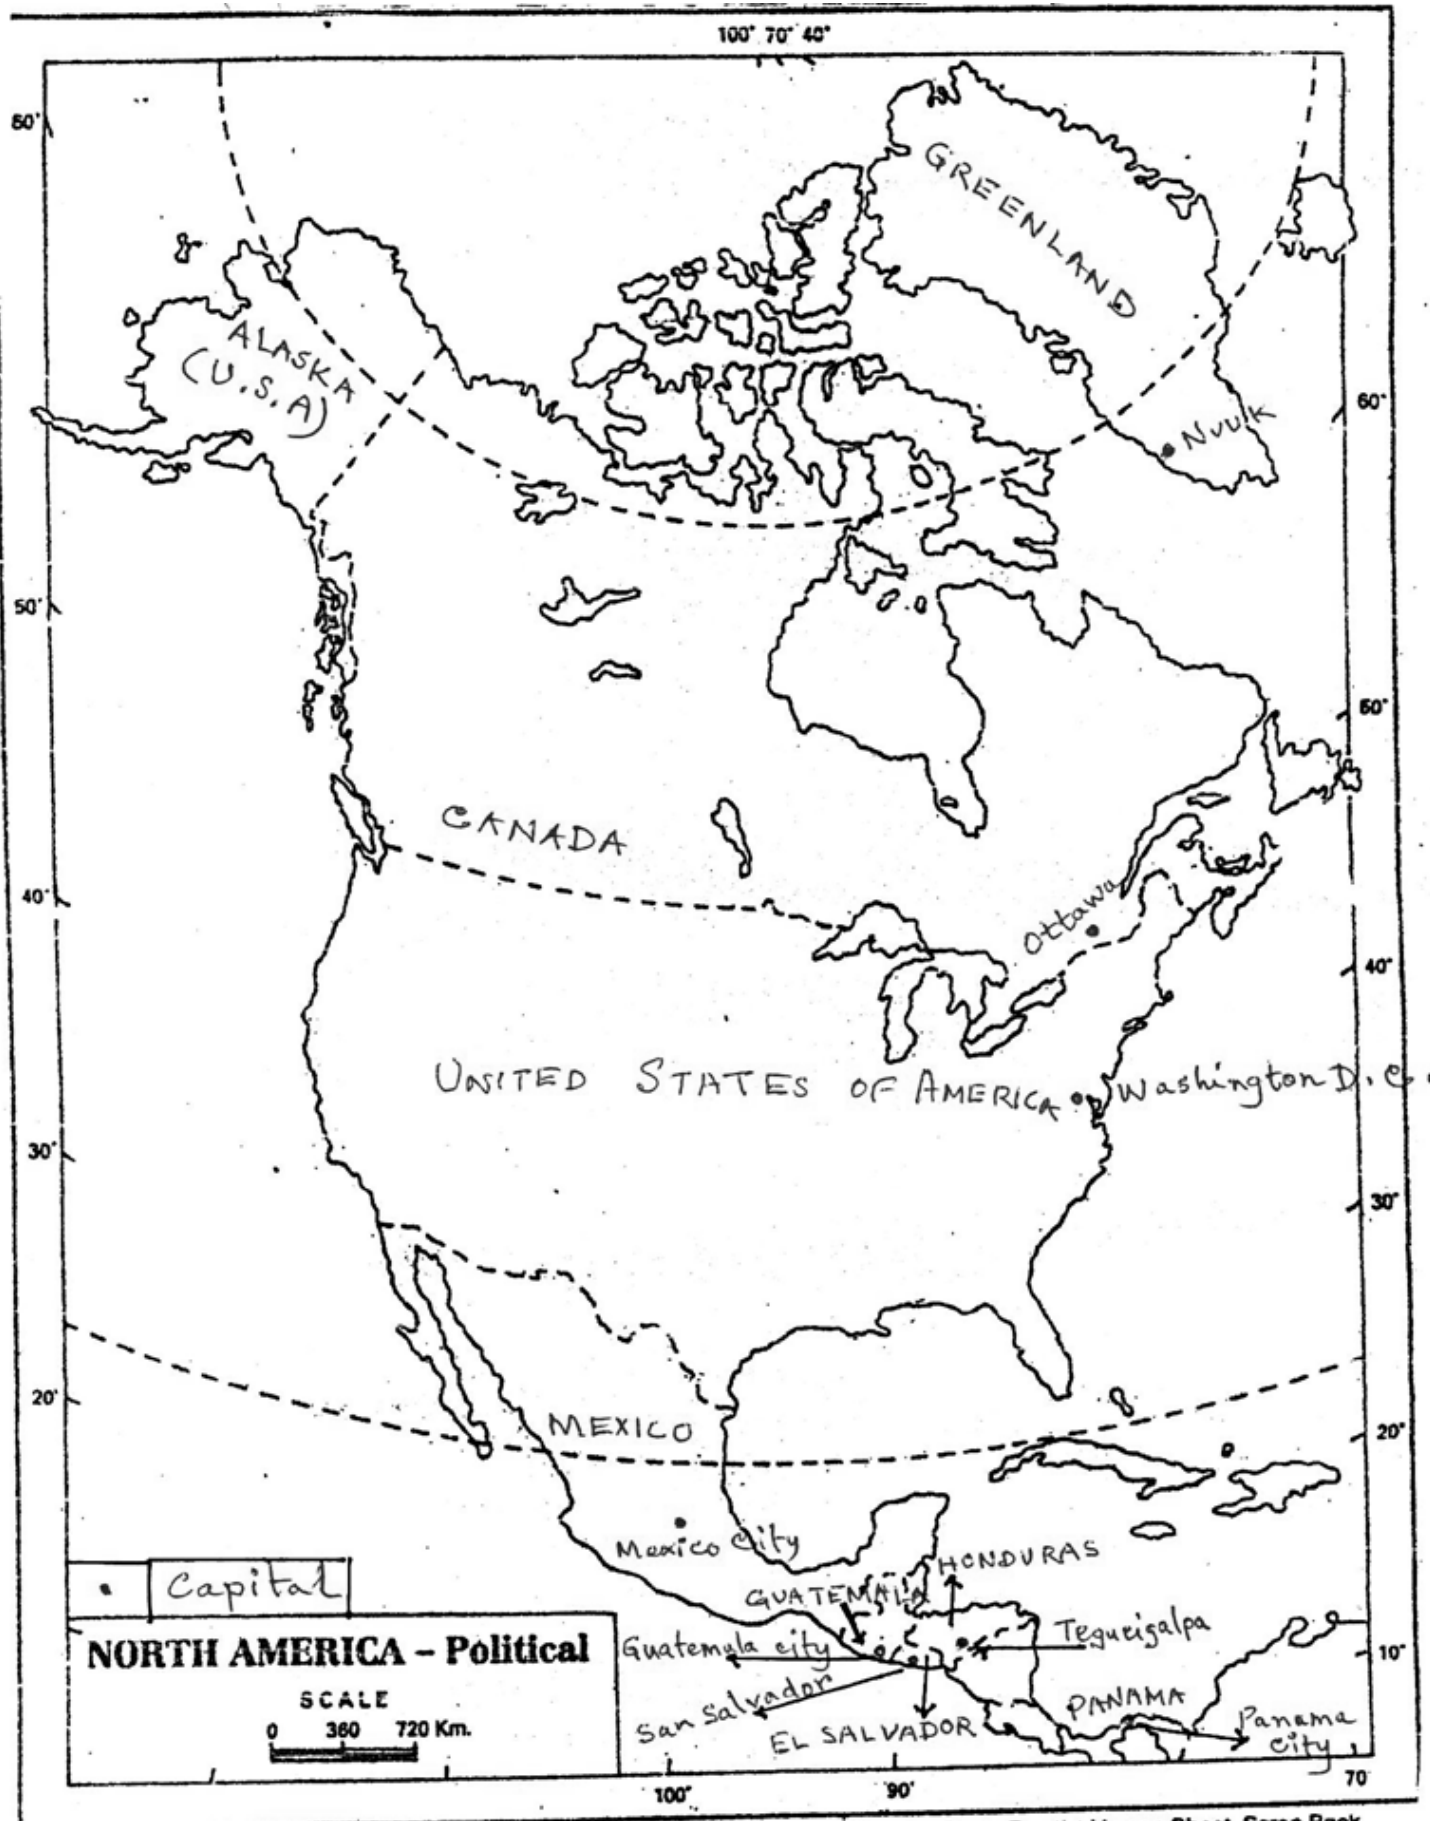 100° 70° 40°
60°
GREENLAND
ALASKA
(U.S.A)
60°
Nuuk
50°
50°
CANADA
40°
Ottawa
40°
UNITED STATES OF AMERICA
Washington D.C.
30°
30°
20°
MEXICO
20°
Mexico City
HONDURAS
GUATEMALA
Capital
Tegucigalpa
Guatemala city
10°
NORTH AMERICA – Political
San Salvador
PANAMA
SCALE
0 360 720 Km.
EL SALVADOR
Panama
City
100°
90°
70